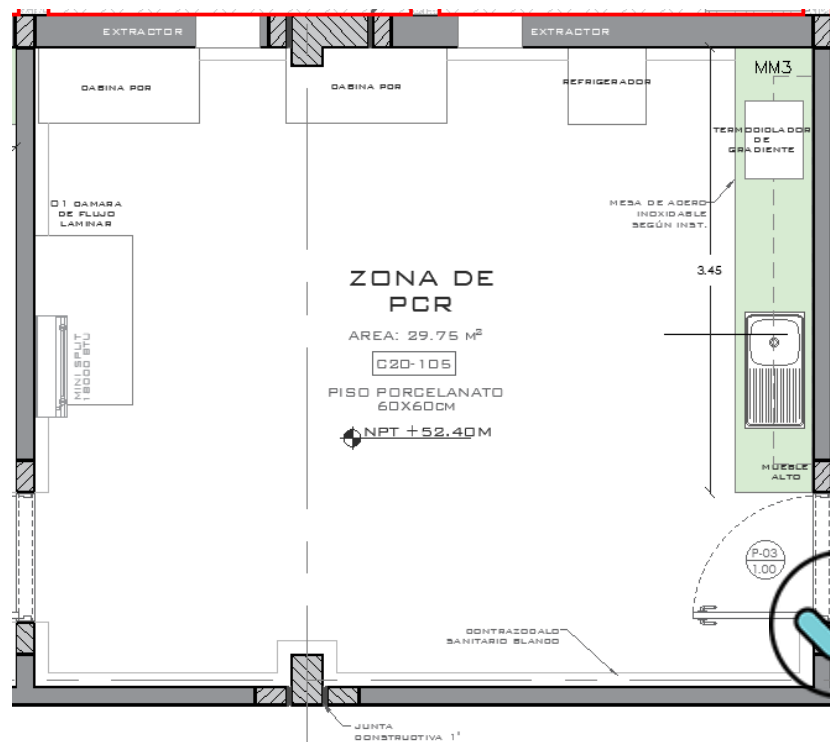 EXTRACTOR
EXTRACTOR
MM3
CABINA PCR
CABINA PCR
REFRIGERADOR
TERMOCICLADOR
DE
GRADIENTE
01 CAMARA
DE FLUJO
LAMINAR
MESA DE ACERO
INOXIDABLE
SEGÚN INST.
3.45
ZONA DE
PCR
AREA: 29.75 M²
C20-105
PISO PORCELANATO
60X60CM
NPT +52.40M
MINI SPLIT
18000 BTU
MUEBLE
ALTO
P-03
1.00
CONTRAZOCALO
SANITARIO BLANCO
JUNTA
CONSTRUCTIVA 1"